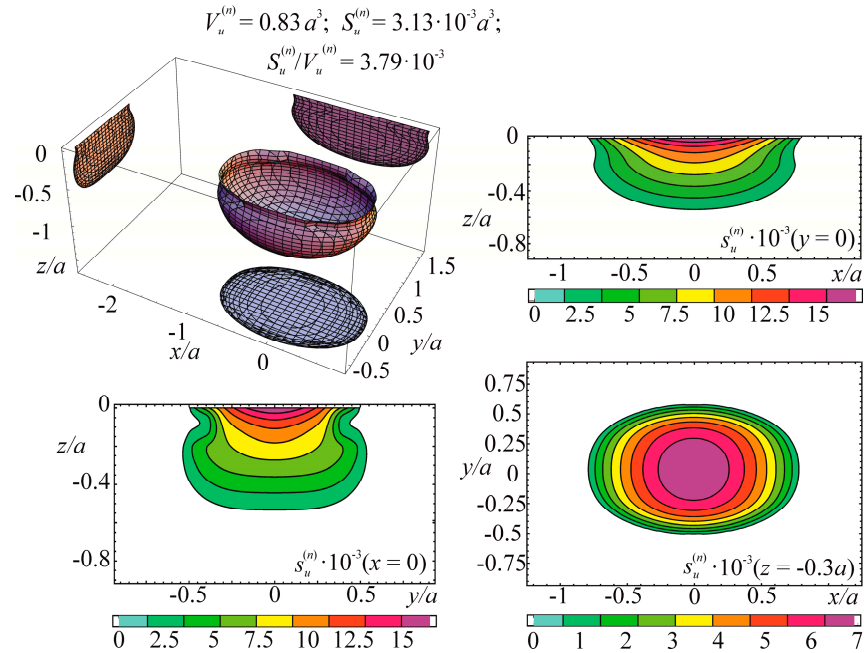 V_u^(n) = 0.83 a^3; S_u^(n) = 3.13·10^-3 a^3;
S_u^(n)/V_u^(n) = 3.79·10^-3
0
-0.5
-1
z/a
-2
-1
x/a
0
1.5
1
0.5
y/a
0
-0.5
0
z/a
-0.4
-0.8
s_u^(n)·10^-3 (y = 0)
-1 -0.5 0 0.5 x/a
0 2.5 5 7.5 10 12.5 15
0
z/a
-0.4
-0.8
s_u^(n)·10^-3 (x = 0)
-0.5 0 0.5 y/a
0 2.5 5 7.5 10 12.5 15
0.75
0.5
0.25
y/a
0
-0.25
-0.5
-0.75
s_u^(n)·10^-3 (z = -0.3a)
-1 -0.5 0 0.5 x/a
0 1 2 3 4 5 6 7